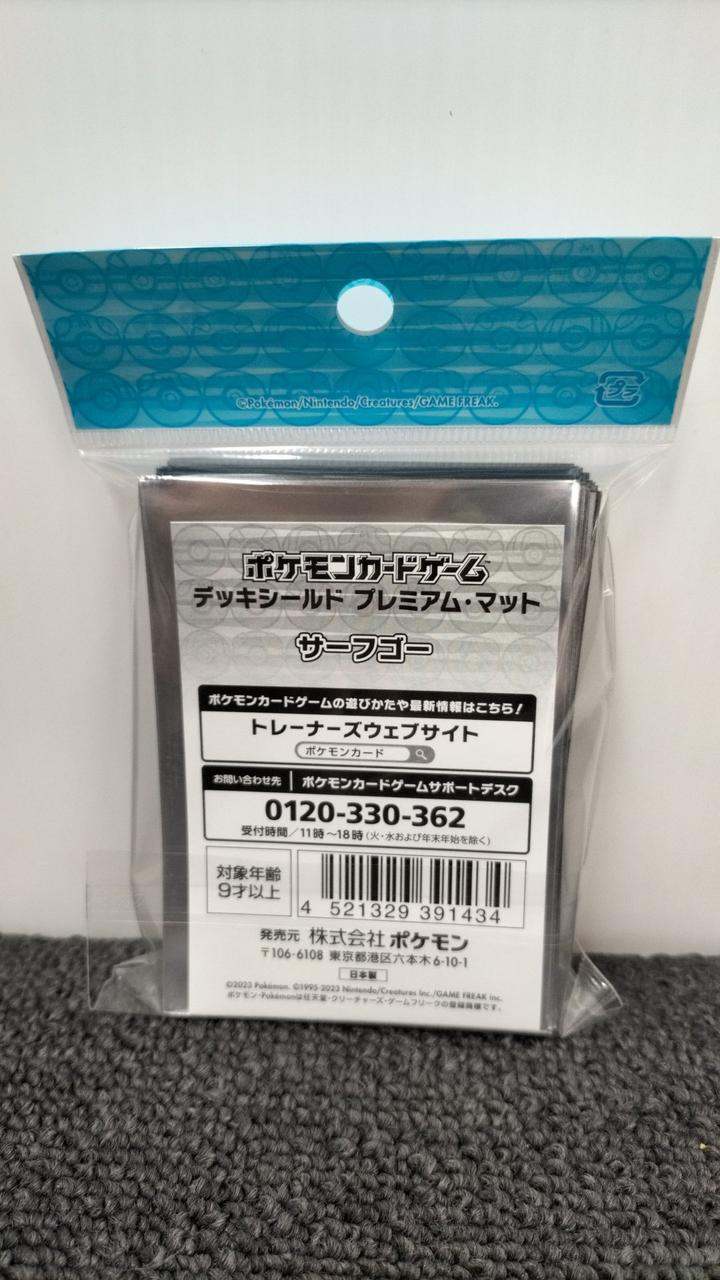 ©Pokémon/Nintendo/Creatures/GAME FREAK.
プラ
ポケモンカードゲーム
デッキシールド プレミアム・マット
サーフゴー
ポケモンカードゲームの遊びかたや最新情報はこちら!
トレーナーズウェブサイト
ポケモンカード
お問い合わせ先 ポケモンカードゲームサポートデスク
0120-330-362
受付時間/11時~18時(火・水および年末年始を除く)
対象年齢
9才以上
4 521329 391434
発売元 株式会社ポケモン
〒106-6108 東京都港区六本木6-10-1
日本製
©2023 Pokémon. ©1995-2023 Nintendo/Creatures Inc./GAME FREAK inc.
ポケモン・Pokémonは任天堂・クリーチャーズ・ゲームフリークの登録商標です。